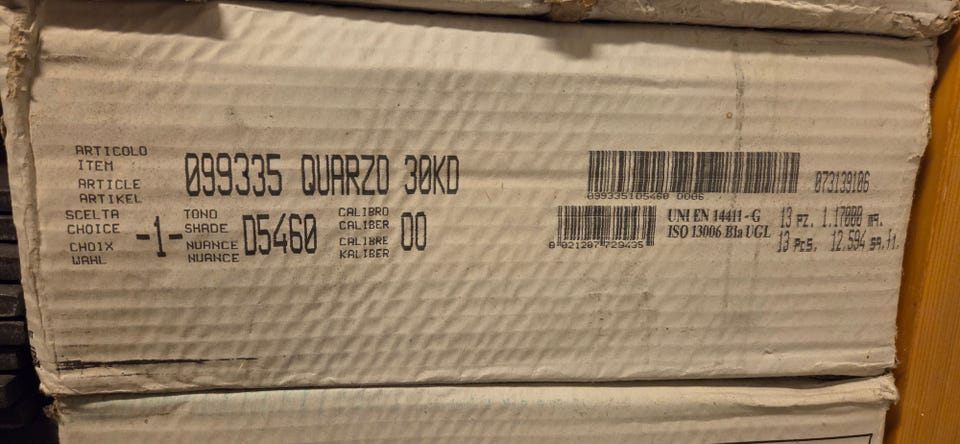 ARTICOLO
ITEM
ARTICLE
ARTIKEL
099335 QUARZO 30KD
SCELTA
CHOICE
CHOIX
WAHL
-1-
TONO
SHADE
NUANCE
NUANCE
D5460
CALIBRO
CALIBER
CALIBRE
KALIBER
00
0993351D5460 0006
073139106
8 021287 729435
UNI EN 14411 - G
ISO 13006 BIa UGL
13 PZ. 1.17000 mq.
13 Pcs. 12.594 sq.ft.